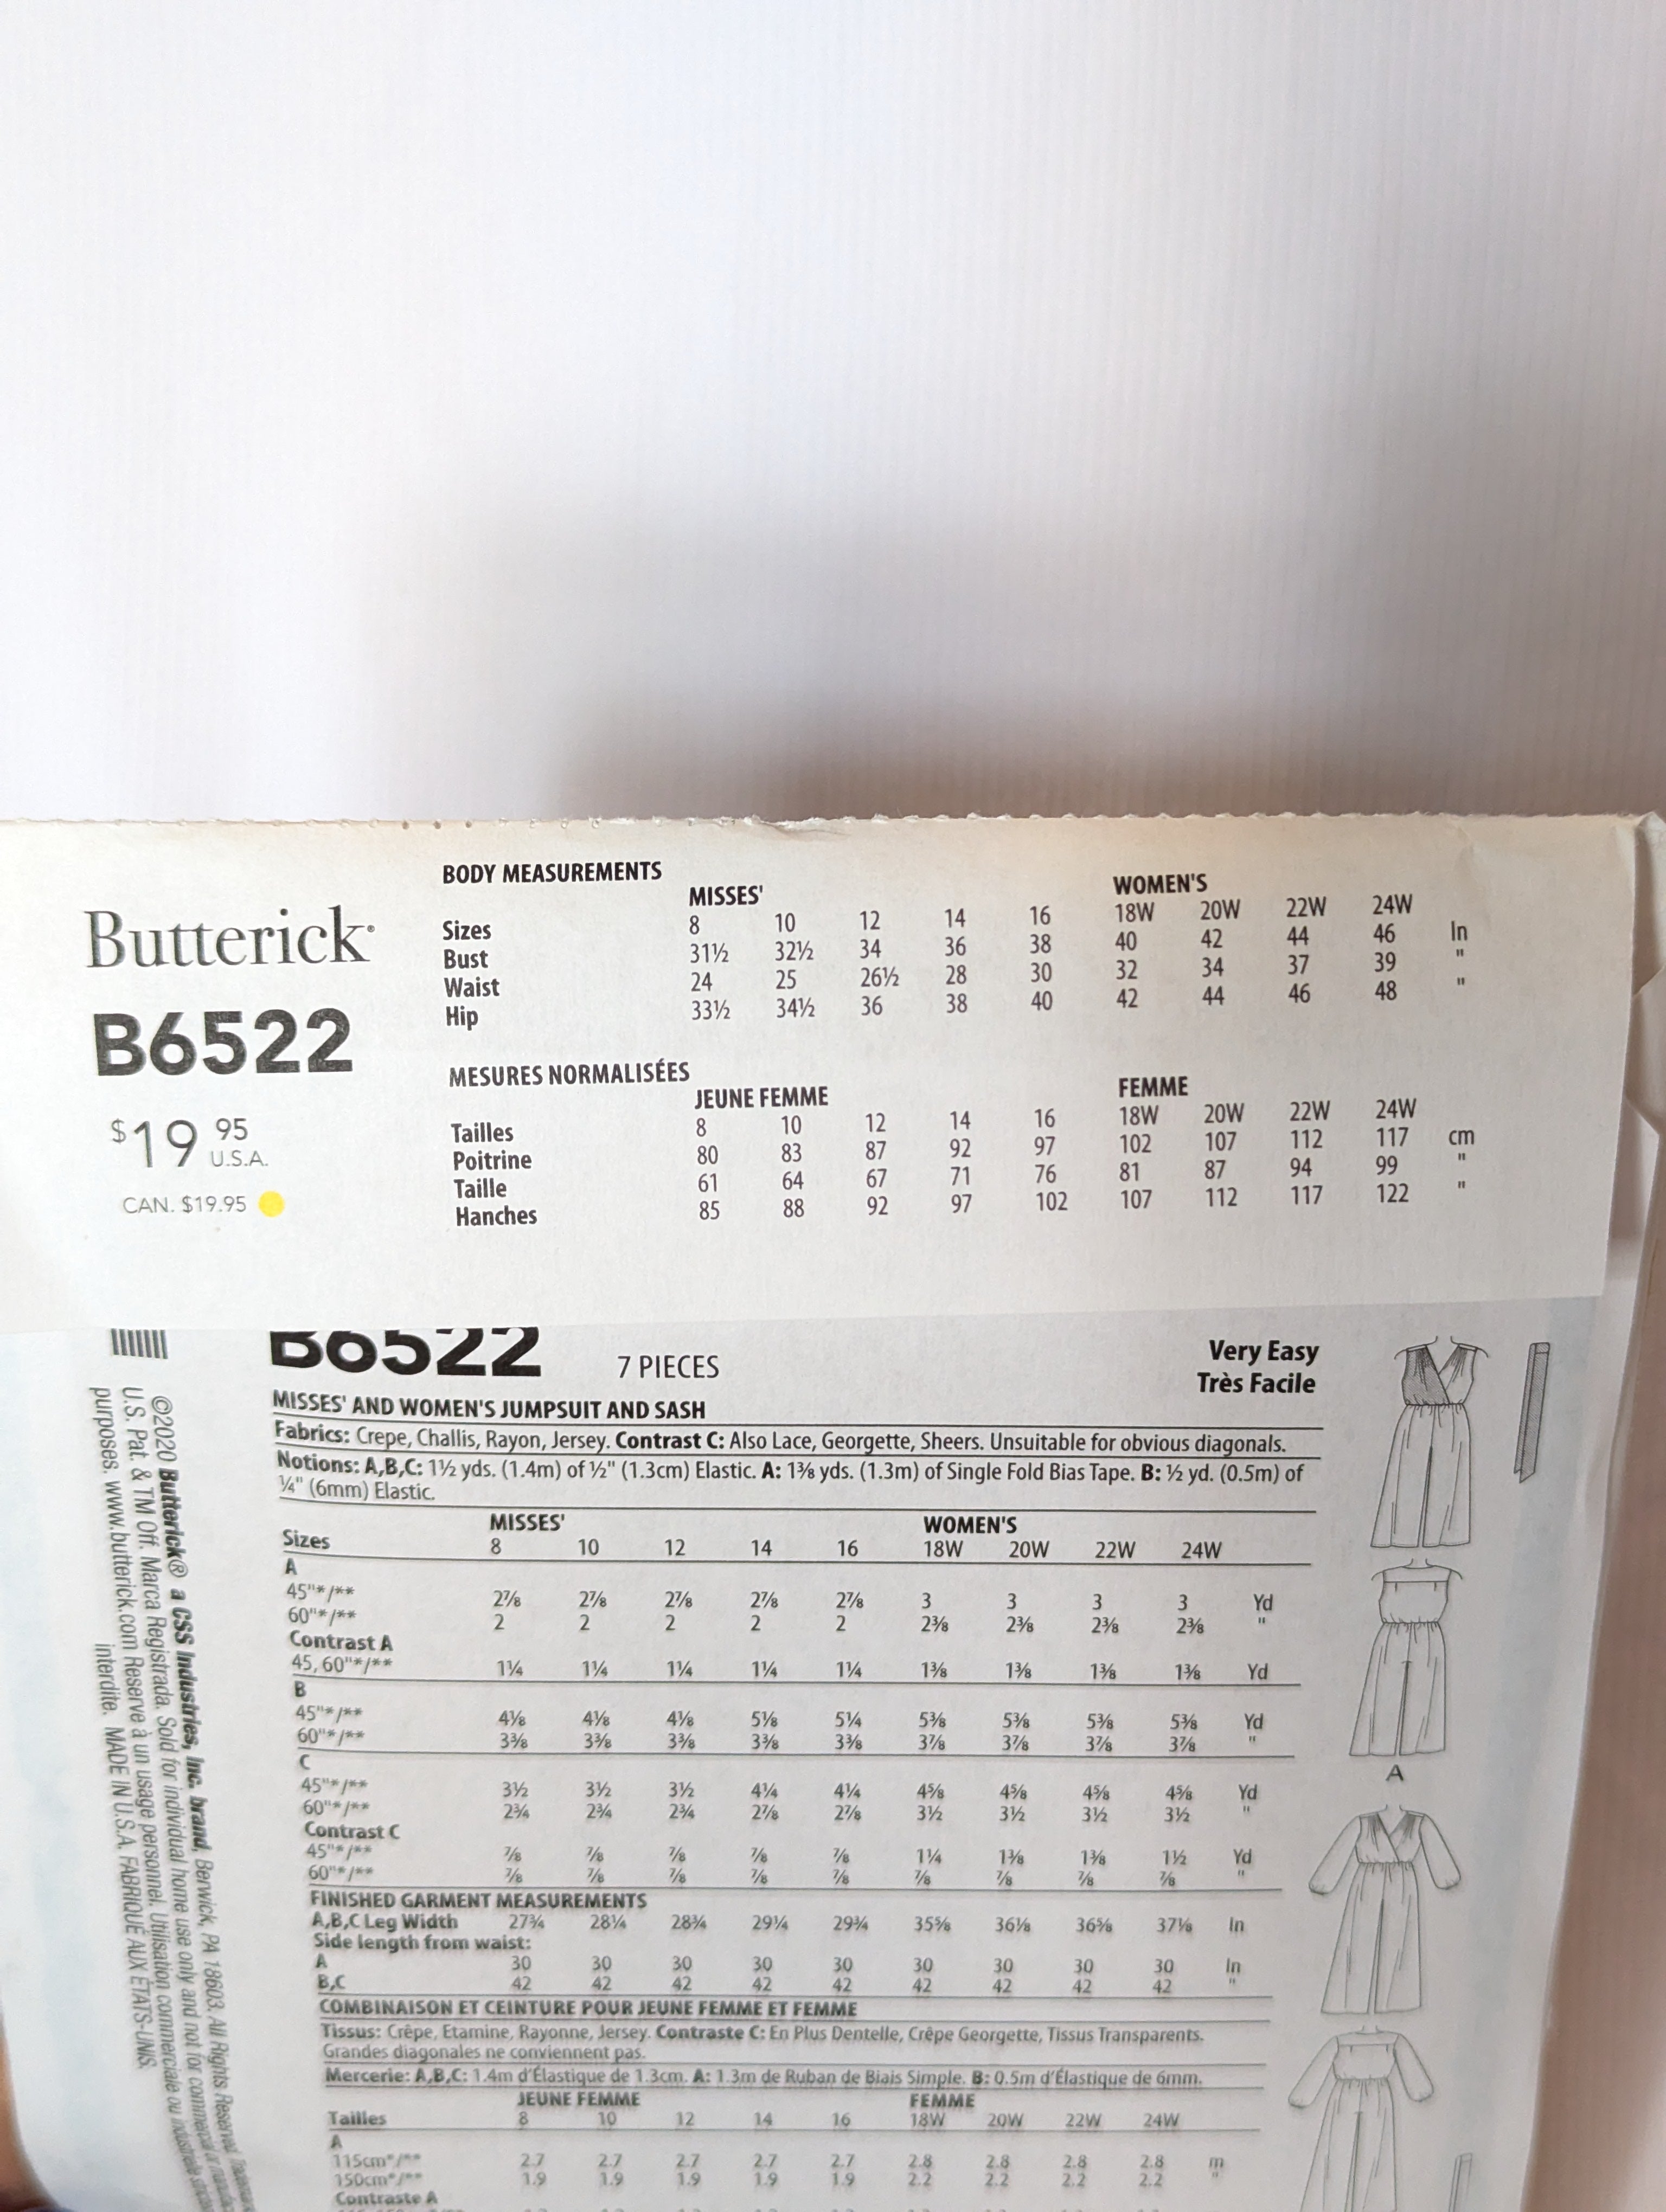 BODY MEASUREMENTS
MISSES' WOMEN'S
Sizes 8 10 12 14 16 18W 20W 22W 24W
Bust 31½ 32½ 34 36 38 40 42 44 46 In
Waist 24 25 26½ 28 30 32 34 37 39 "
Hip 33½ 34½ 36 38 40 42 44 46 48 "
Butterick®
B6522
$19 95
U.S.A.
CAN. $19.95
MESURES NORMALISÉES
JEUNE FEMME FEMME
Tailles 8 10 12 14 16 18W 20W 22W 24W
Poitrine 80 83 87 92 97 102 107 112 117 cm
Taille 61 64 67 71 76 81 87 94 99 "
Hanches 85 88 92 97 102 107 112 117 122 "
B6522 7 PIECES
Very Easy
Très Facile
MISSES' AND WOMEN'S JUMPSUIT AND SASH
Fabrics: Crepe, Challis, Rayon, Jersey. Contrast C: Also Lace, Georgette, Sheers. Unsuitable for obvious diagonals.
Notions: A,B,C: 1½ yds. (1.4m) of ½" (1.3cm) Elastic. A: 1⅜ yds. (1.3m) of Single Fold Bias Tape. B: ½ yd. (0.5m) of
¼" (6mm) Elastic.
MISSES' WOMEN'S
Sizes 8 10 12 14 16 18W 20W 22W 24W
A
45"*/** 2⅞ 2⅞ 2⅞ 2⅞ 2⅞ 3 3 3 3 Yd
60"*/** 2 2 2 2 2 2⅜ 2⅜ 2⅜ 2⅜ "
Contrast A
45, 60"*/** 1¼ 1¼ 1¼ 1¼ 1¼ 1⅜ 1⅜ 1⅜ 1⅜ Yd
B
45"*/** 4⅛ 4⅛ 4⅛ 5⅛ 5¼ 5⅜ 5⅜ 5⅜ 5⅜ Yd
60"*/** 3⅜ 3⅜ 3⅜ 3⅜ 3⅜ 3⅞ 3⅞ 3⅞ 3⅞ "
C
45"*/** 3½ 3½ 3½ 4¼ 4¼ 4⅝ 4⅝ 4⅝ 4⅝ Yd
60"*/** 2¾ 2¾ 2¾ 2⅞ 2⅞ 3½ 3½ 3½ 3½ "
Contrast C
45"*/** ⅞ ⅞ ⅞ ⅞ ⅞ 1¼ 1⅜ 1⅜ 1½ Yd
60"*/** ⅞ ⅞ ⅞ ⅞ ⅞ ⅞ ⅞ ⅞ ⅞ "
FINISHED GARMENT MEASUREMENTS
A,B,C Leg Width 27¾ 28¼ 28¾ 29¼ 29¾ 35⅝ 36⅛ 36⅝ 37⅛ In
Side length from waist:
A 30 30 30 30 30 30 30 30 30 In
B,C 42 42 42 42 42 42 42 42 42 "
COMBINAISON ET CEINTURE POUR JEUNE FEMME ET FEMME
Tissus: Crêpe, Etamine, Rayonne, Jersey. Contraste C: En Plus Dentelle, Crêpe Georgette, Tissus Transparents.
Grandes diagonales ne conviennent pas.
Mercerie: A,B,C: 1.4m d'Élastique de 1.3cm. A: 1.3m de Ruban de Biais Simple. B: 0.5m d'Élastique de 6mm.
JEUNE FEMME FEMME
Tailles 8 10 12 14 16 18W 20W 22W 24W
A
115cm*/** 2.7 2.7 2.7 2.7 2.7 2.8 2.8 2.8 2.8 m
150cm*/** 1.9 1.9 1.9 1.9 1.9 2.2 2.2 2.2 2.2 "
Contraste A
A
©2020 Butterick® a CSS Industries, Inc. brand, Berwick, PA 18603. All Rights Reserved
U.S. Pat. & TM Off. Marca Registrada. Sold for individual home use only and not for commercial
purposes. www.butterick.com Reserve à un usage personnel. Utilisation commerciale ou
interdite. MADE IN U.S.A. FABRIQUÉ AUX ÉTATS-UNIS.